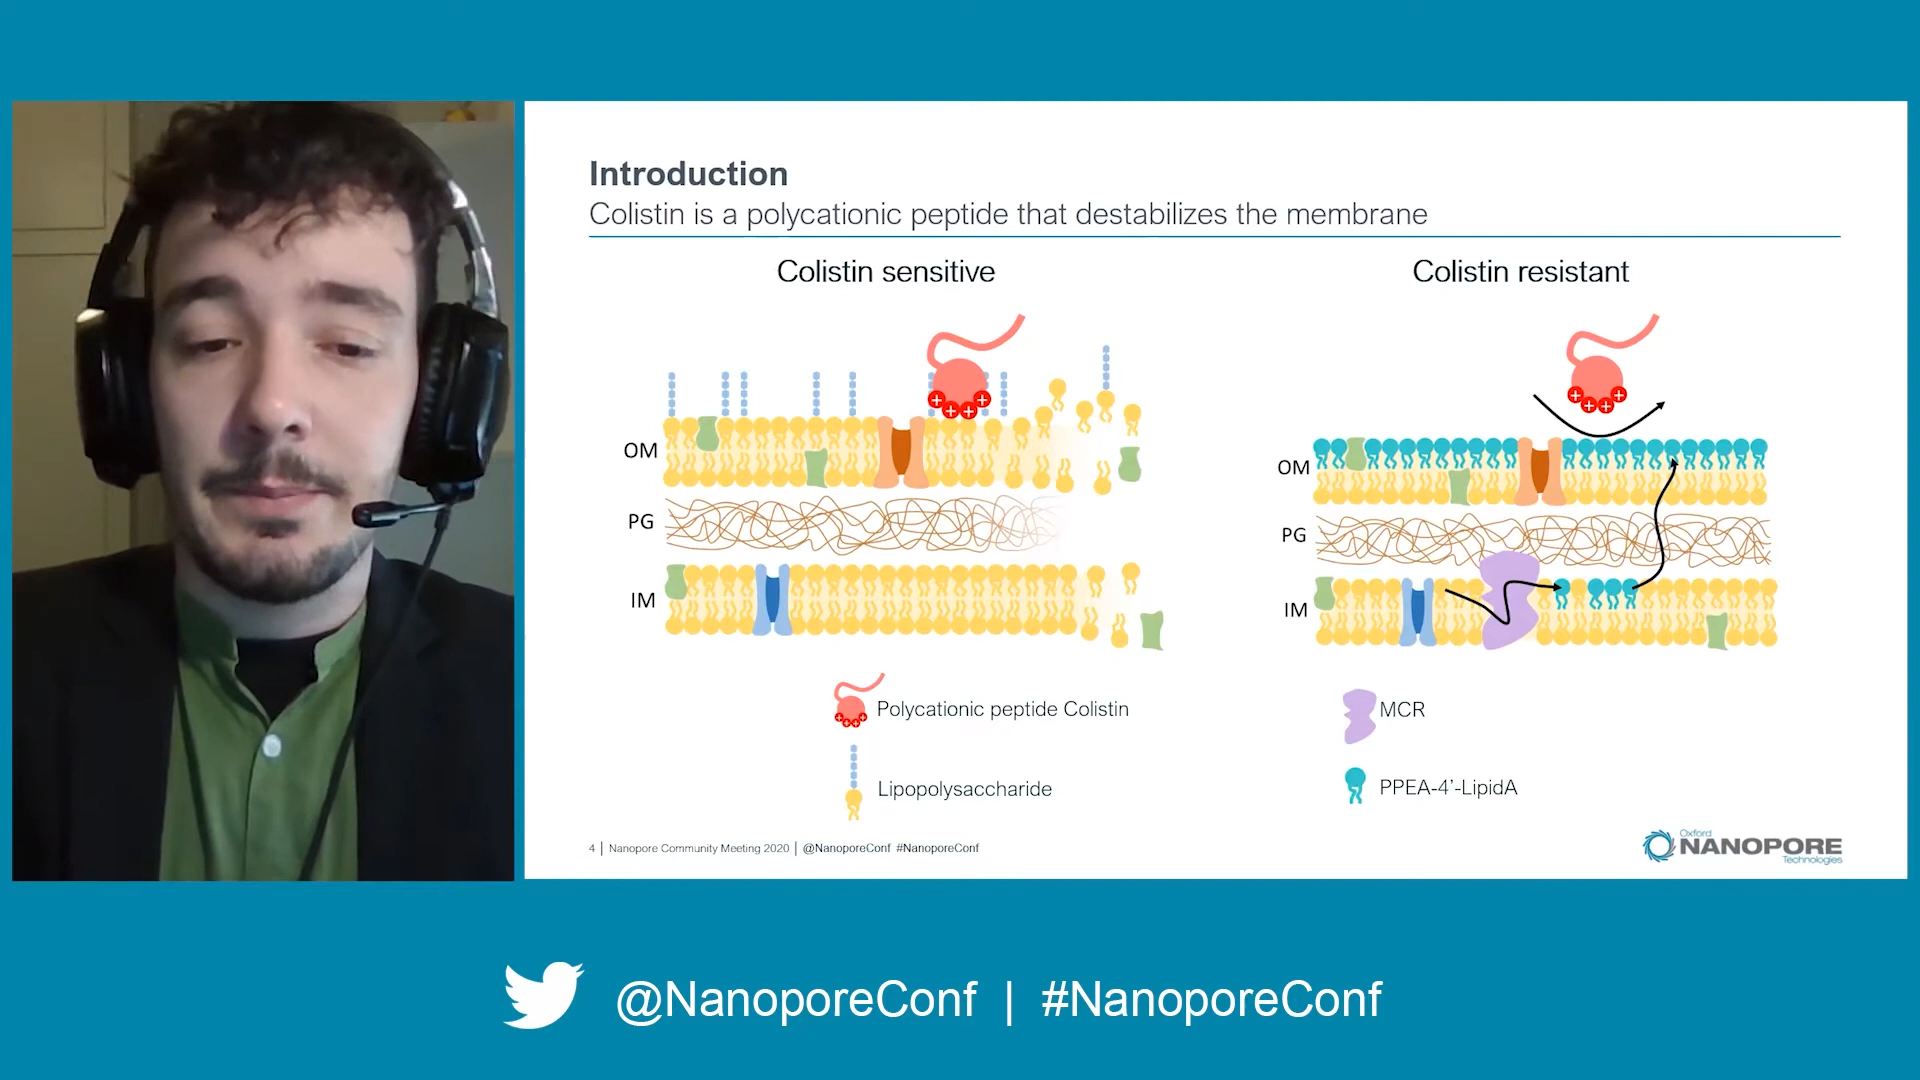 Introduction
Colistin is a polycationic peptide that destabilizes the membrane
Colistin sensitive
OM
PG
IM
Polycationic peptide Colistin
Lipopolysaccharide
Colistin resistant
OM
PG
IM
MCR
PPEA-4'-LipidA
4 | Nanopore Community Meeting 2020 | @NanoporeConf #NanoporeConf
Oxford
NANOPORE
Technologies
@NanoporeConf | #NanoporeConf